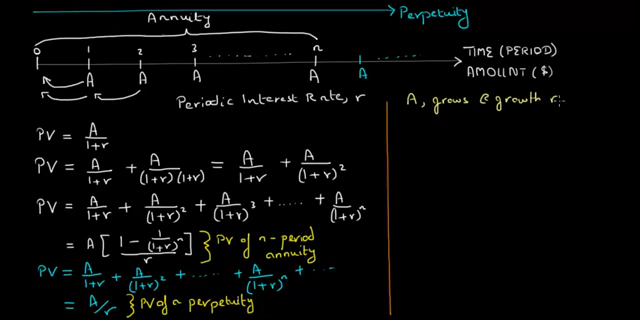 Annuity → Perpetuity
0 1 2 3 ........ n ......
TIME (PERIOD)
A A A A A AMOUNT ($)
Periodic Interest Rate, r
PV = A/(1+r)
PV = A/(1+r) + A/((1+r)(1+r)) = A/(1+r) + A/(1+r)²
PV = A/(1+r) + A/(1+r)² + A/(1+r)³ + ..... + A/(1+r)ⁿ
= A [ (1 - 1/(1+r)ⁿ)/r ] } PV of n-period annuity
PV = A/(1+r) + A/(1+r)² + ...... + A/(1+r)ⁿ + ....
= A/r } PV of a perpetuity
A, grows @ growth r